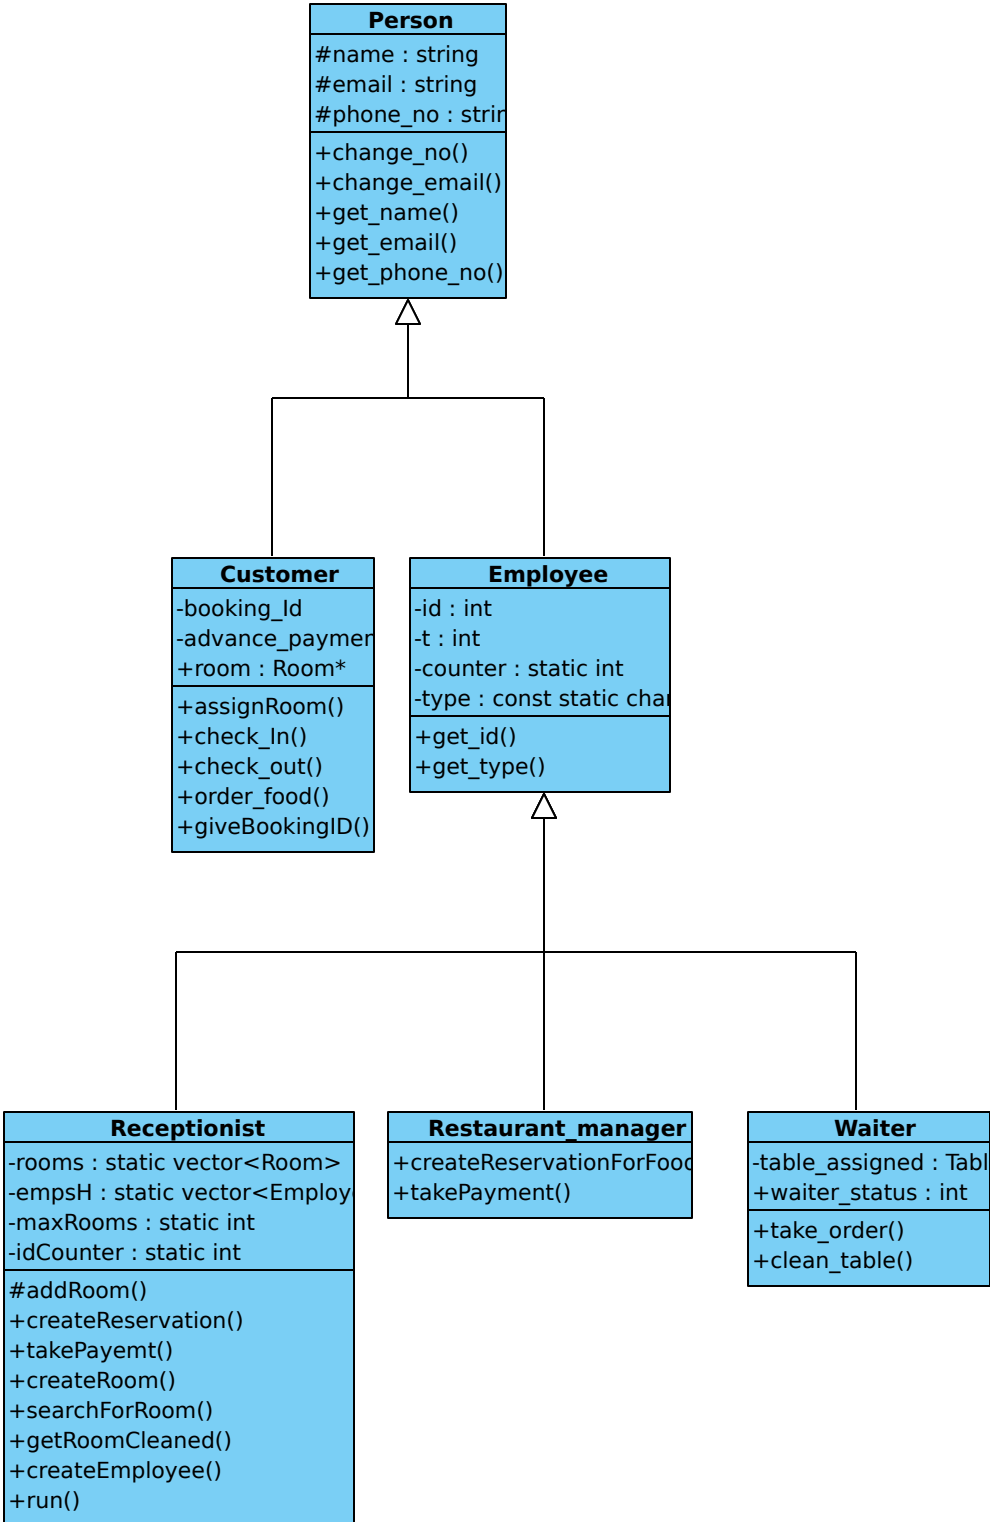 Person
#name : string
#email : string
#phone_no : strin
+change_no()
+change_email()
+get_name()
+get_email()
+get_phone_no()
Customer
-booking_Id
-advance_paymen
+room : Room*
+assignRoom()
+check_In()
+check_out()
+order_food()
+giveBookingID()
Employee
-id : int
-t : int
-counter : static int
-type : const static char
+get_id()
+get_type()
Receptionist
-rooms : static vector<Room>
-empsH : static vector<Employe
-maxRooms : static int
-idCounter : static int
#addRoom()
+createReservation()
+takePayemt()
+createRoom()
+searchForRoom()
+getRoomCleaned()
+createEmployee()
+run()
Restaurant_manager
+createReservationForFood
+takePayment()
Waiter
-table_assigned : Tabl
+waiter_status : int
+take_order()
+clean_table()